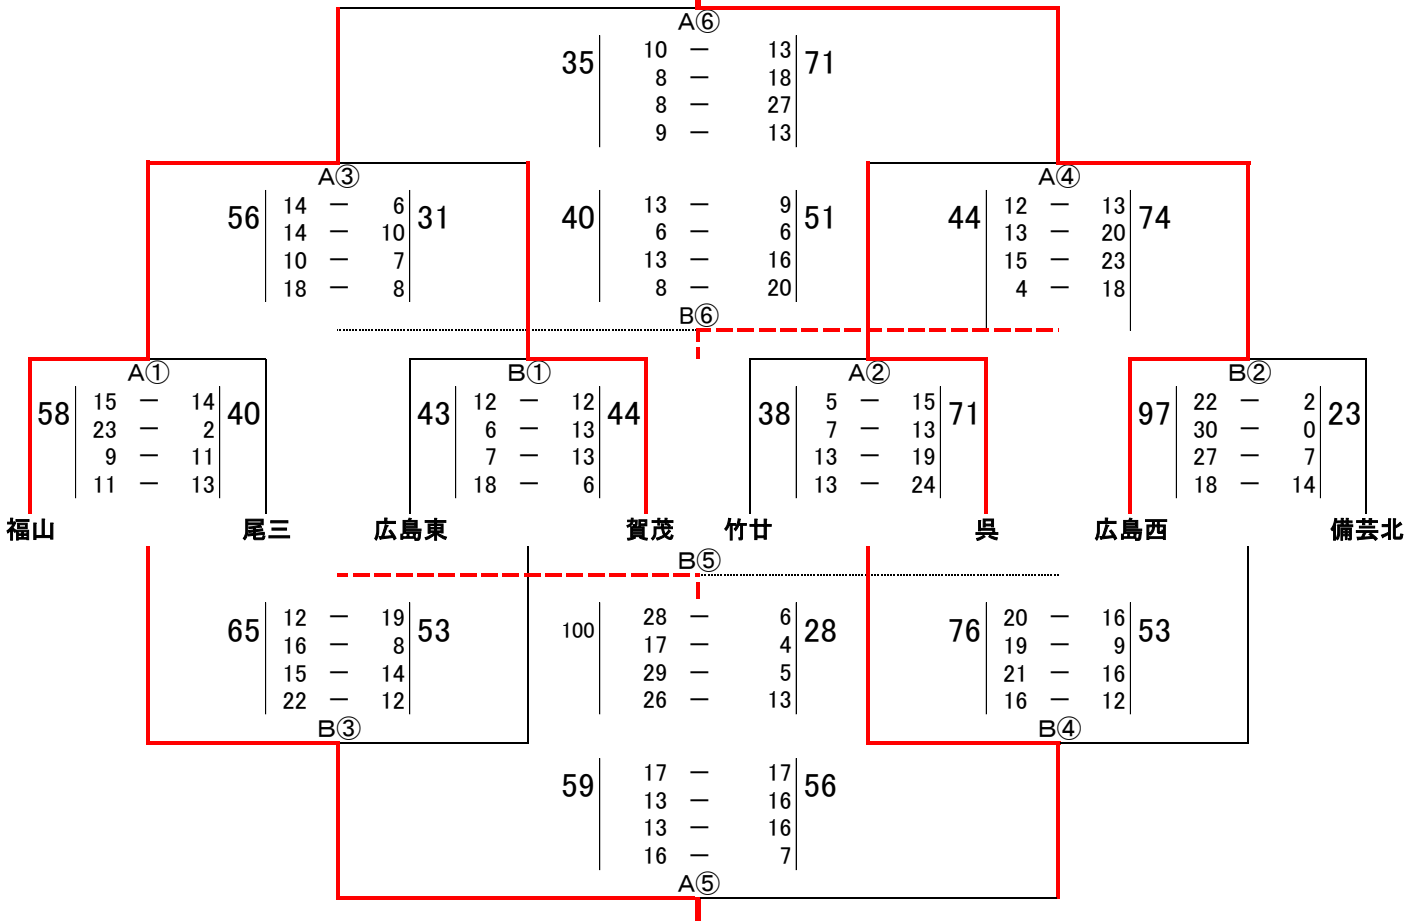 A⑥
35 10 － 13 71
8 － 18
8 － 27
9 － 13
A③ A④
56 14 － 6 31 40 13 － 9 51 44 12 － 13 74
14 － 10 6 － 6 13 － 20
10 － 7 13 － 16 15 － 23
18 － 8 8 － 20 4 － 18
B⑥
A① B① A② B②
58 15 － 14 40 43 12 － 12 44 38 5 － 15 71 97 22 － 2 23
23 － 2 6 － 13 7 － 13 30 － 0
9 － 11 7 － 13 13 － 19 27 － 7
11 － 13 18 － 6 13 － 24 18 － 14
福山 尾三 広島東 賀茂 竹廿 呉 広島西 備芸北
B⑤
65 12 － 19 53 100 28 － 6 28 76 20 － 16 53
16 － 8 17 － 4 19 － 9
15 － 14 29 － 5 21 － 16
22 － 12 26 － 13 16 － 12
B③ B④
59 17 － 17 56
13 － 16
13 － 16
16 － 7
A⑤